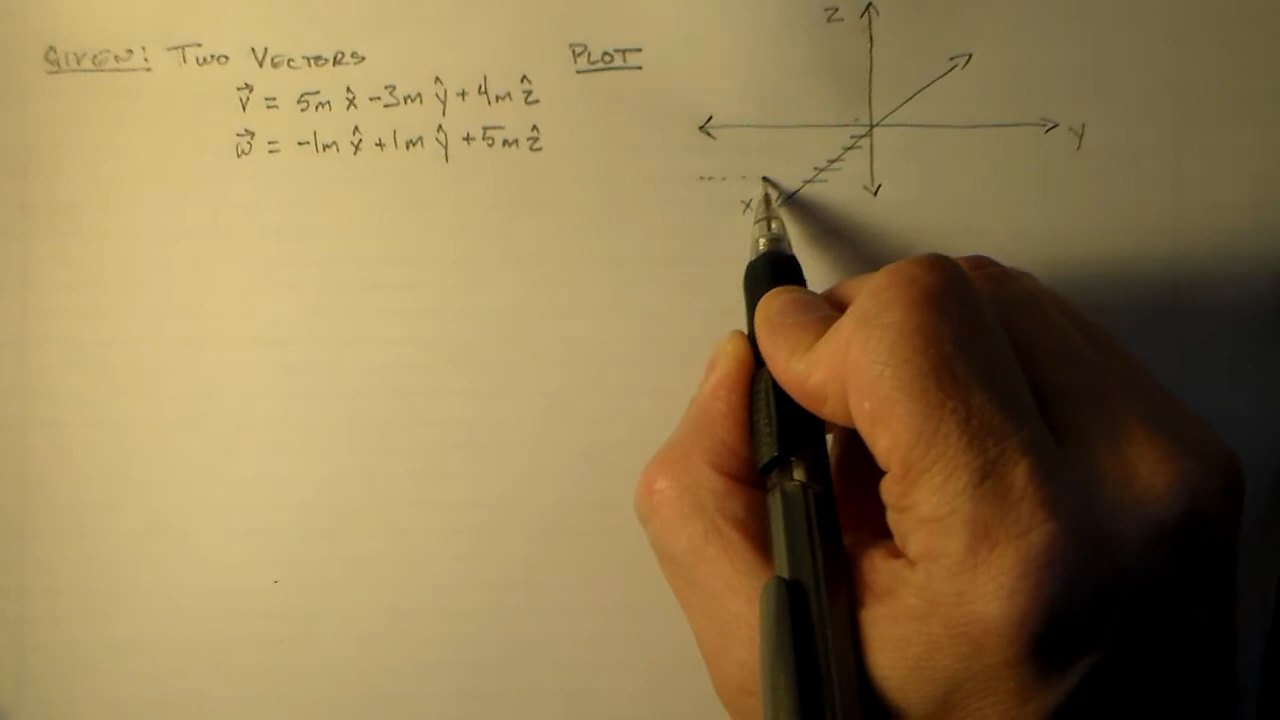 GIVEN: TWO VECTORS
v⃗ = 5m x̂ -3m ŷ + 4m ẑ
w⃗ = -1m x̂ + 1m ŷ + 5m ẑ
PLOT
z
y
x